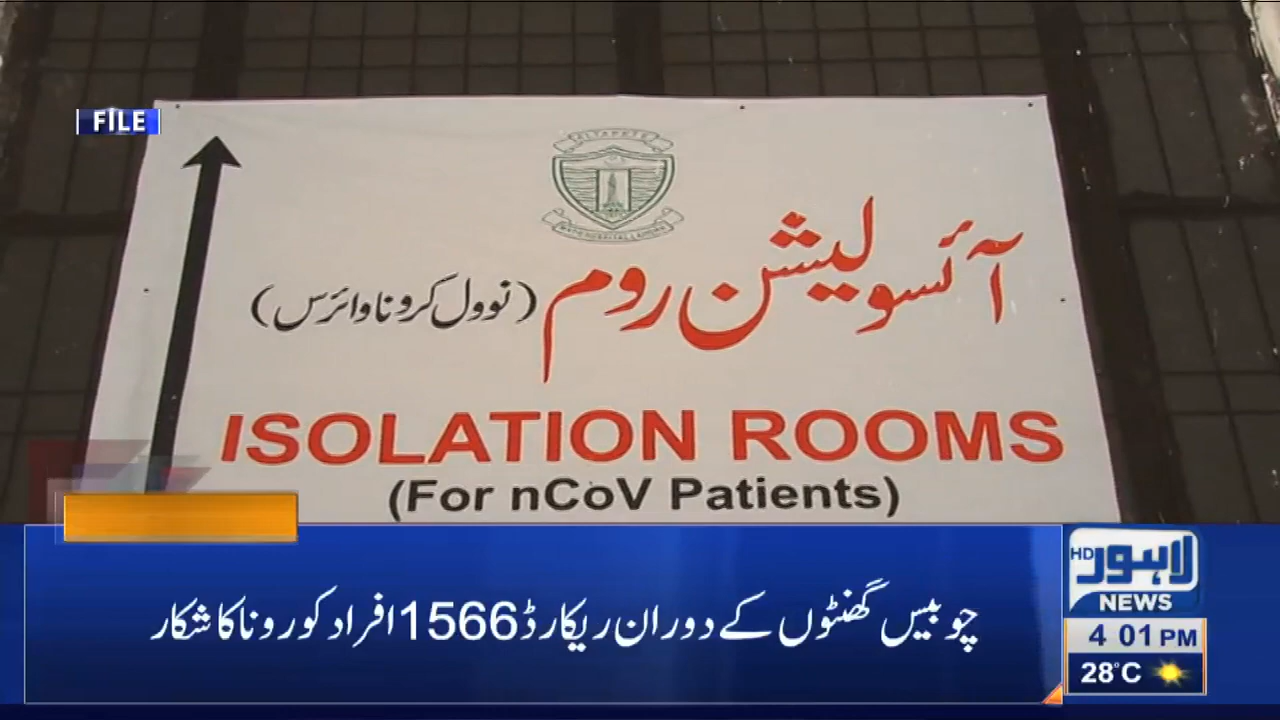 FILE
آئسولیشن روم (نوول کرونا وائرس)
ISOLATION ROOMS
(For nCoV Patients)
چوبیس گھنٹوں کے دوران ریکارڈ 1566 افراد کورونا کا شکار
HD لاہور
NEWS
4 01 PM
28°C